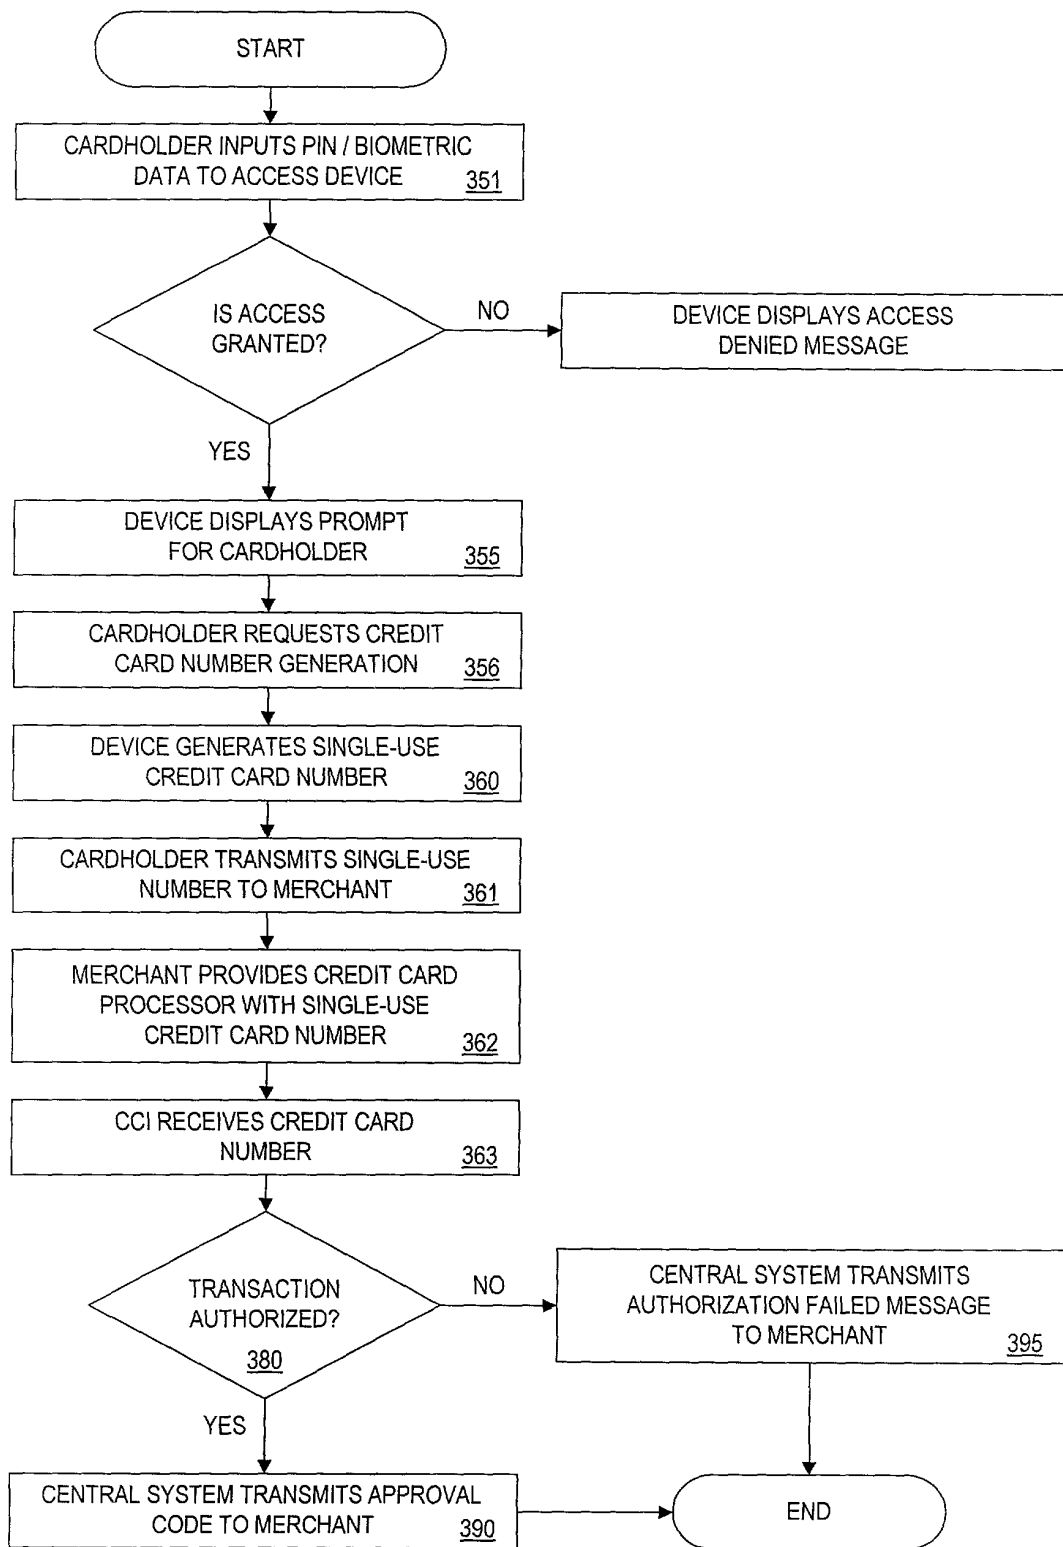 START
CARDHOLDER INPUTS PIN / BIOMETRIC
DATA TO ACCESS DEVICE 351
IS ACCESS
GRANTED?
NO
DEVICE DISPLAYS ACCESS
DENIED MESSAGE
YES
DEVICE DISPLAYS PROMPT
FOR CARDHOLDER 355
CARDHOLDER REQUESTS CREDIT
CARD NUMBER GENERATION 356
DEVICE GENERATES SINGLE-USE
CREDIT CARD NUMBER 360
CARDHOLDER TRANSMITS SINGLE-USE
NUMBER TO MERCHANT 361
MERCHANT PROVIDES CREDIT CARD
PROCESSOR WITH SINGLE-USE
CREDIT CARD NUMBER 362
CCI RECEIVES CREDIT CARD
NUMBER 363
TRANSACTION
AUTHORIZED?
380
NO
CENTRAL SYSTEM TRANSMITS
AUTHORIZATION FAILED MESSAGE
TO MERCHANT 395
YES
CENTRAL SYSTEM TRANSMITS APPROVAL
CODE TO MERCHANT 390
END